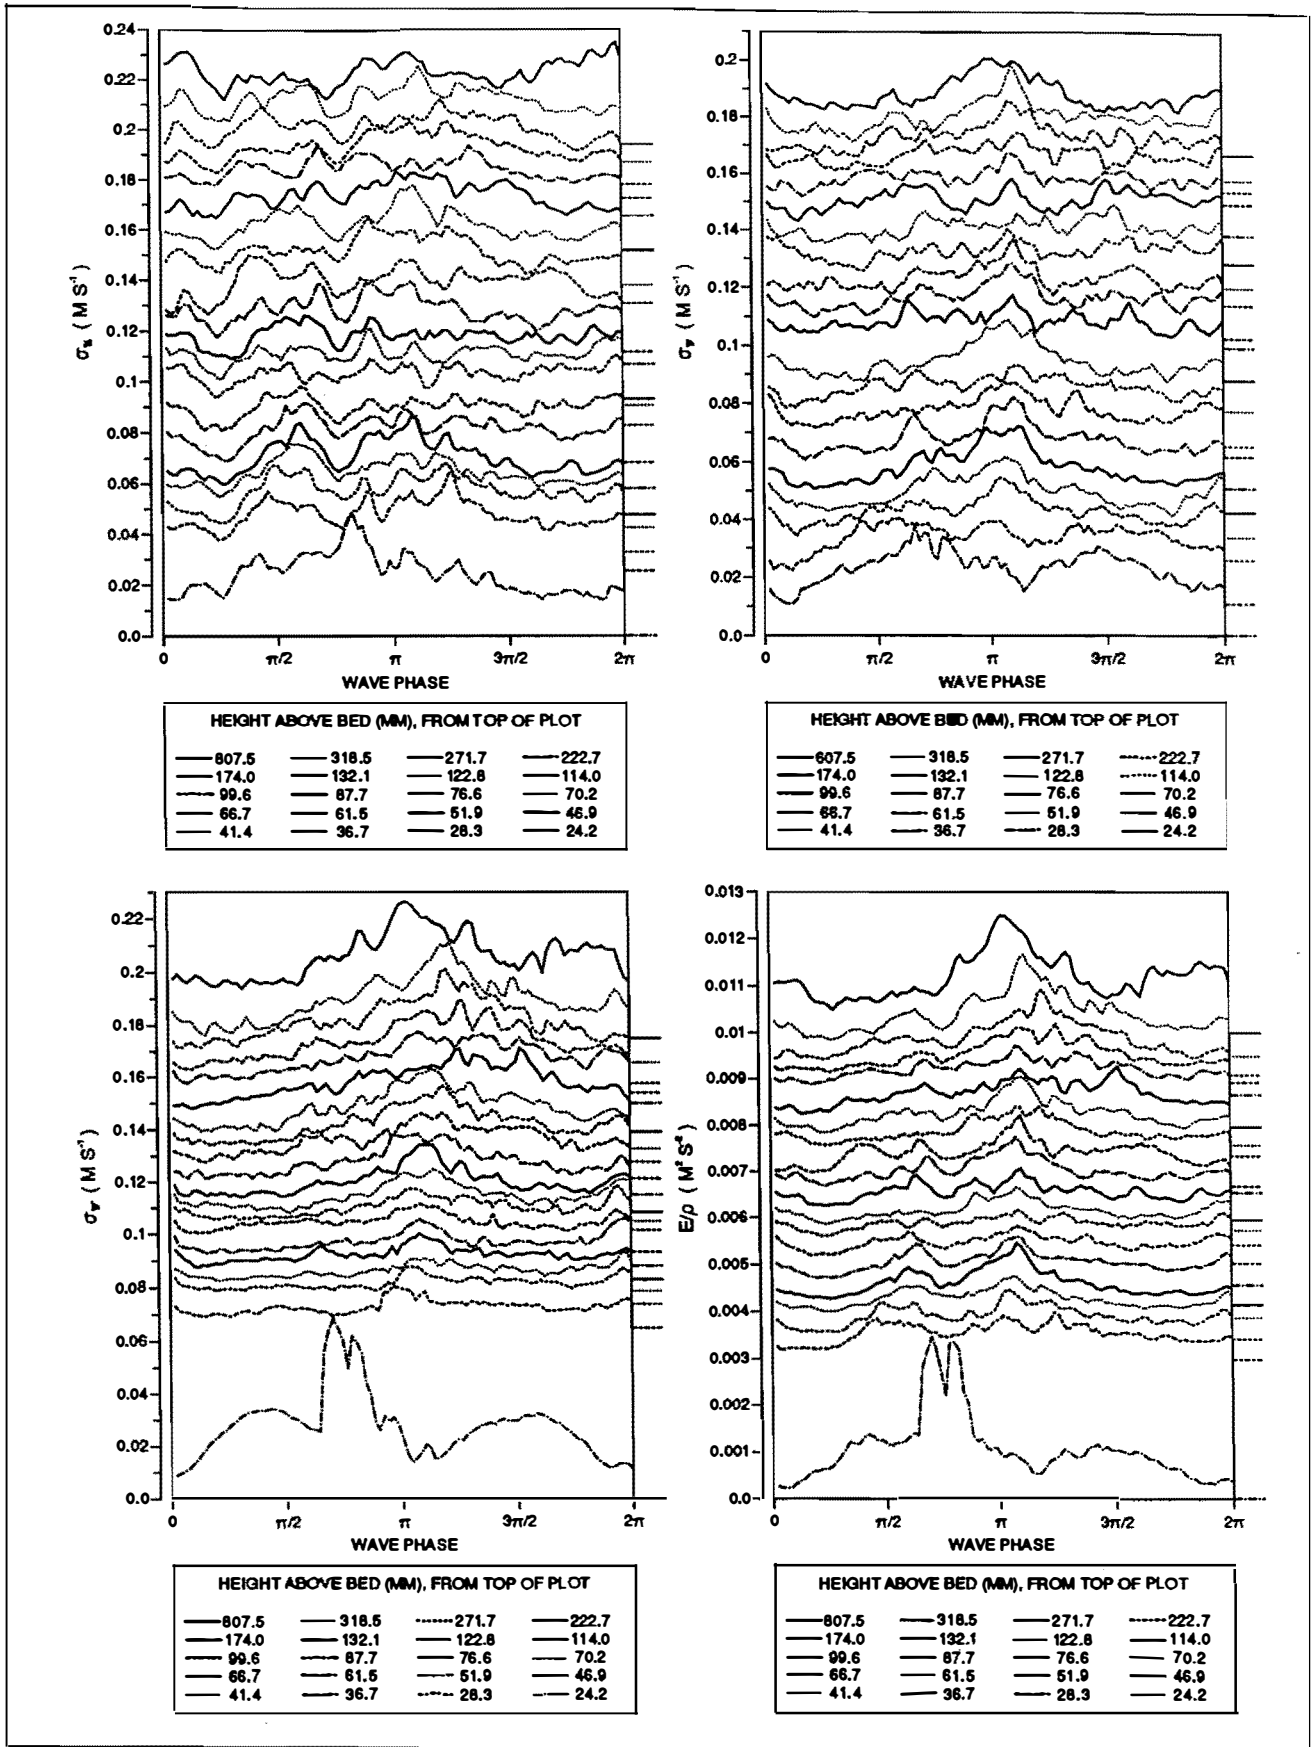 0.24
0.22
0.2
0.18
0.16
0.14
0.12
0.1
0.08
0.06
0.04
0.02
0.0
( M S⁻¹ )
0 π/2 π 3π/2 2π
WAVE PHASE
HEIGHT ABOVE BED (MM), FROM TOP OF PLOT
807.5 318.5 271.7 222.7
174.0 132.1 122.8 114.0
99.6 87.7 76.6 70.2
66.7 61.5 51.9 46.9
41.4 36.7 28.3 24.2
0.2
0.18
0.16
0.14
0.12
0.1
0.08
0.06
0.04
0.02
0.0
( M S⁻¹ )
0 π/2 π 3π/2 2π
WAVE PHASE
HEIGHT ABOVE BED (MM), FROM TOP OF PLOT
607.5 318.5 271.7 222.7
174.0 132.1 122.8 114.0
99.6 87.7 76.6 70.2
66.7 61.5 51.9 46.9
41.4 36.7 28.3 24.2
0.22
0.2
0.18
0.16
0.14
0.12
0.1
0.08
0.06
0.04
0.02
0.0
( M S⁻¹ )
0 π/2 π 3π/2 2π
WAVE PHASE
HEIGHT ABOVE BED (MM), FROM TOP OF PLOT
807.5 318.5 271.7 222.7
174.0 132.1 122.8 114.0
99.6 87.7 76.6 70.2
66.7 61.5 51.9 46.9
41.4 36.7 28.3 24.2
0.013
0.012
0.011
0.01
0.009
0.008
0.007
0.006
0.005
0.004
0.003
0.002
0.001
0.0
E/ρ ( M² S⁻² )
0 π/2 π 3π/2 2π
WAVE PHASE
HEIGHT ABOVE BED (MM), FROM TOP OF PLOT
807.5 318.5 271.7 222.7
174.0 132.1 122.8 114.0
99.6 87.7 76.6 70.2
66.7 61.5 51.9 46.9
41.4 36.7 28.3 24.2